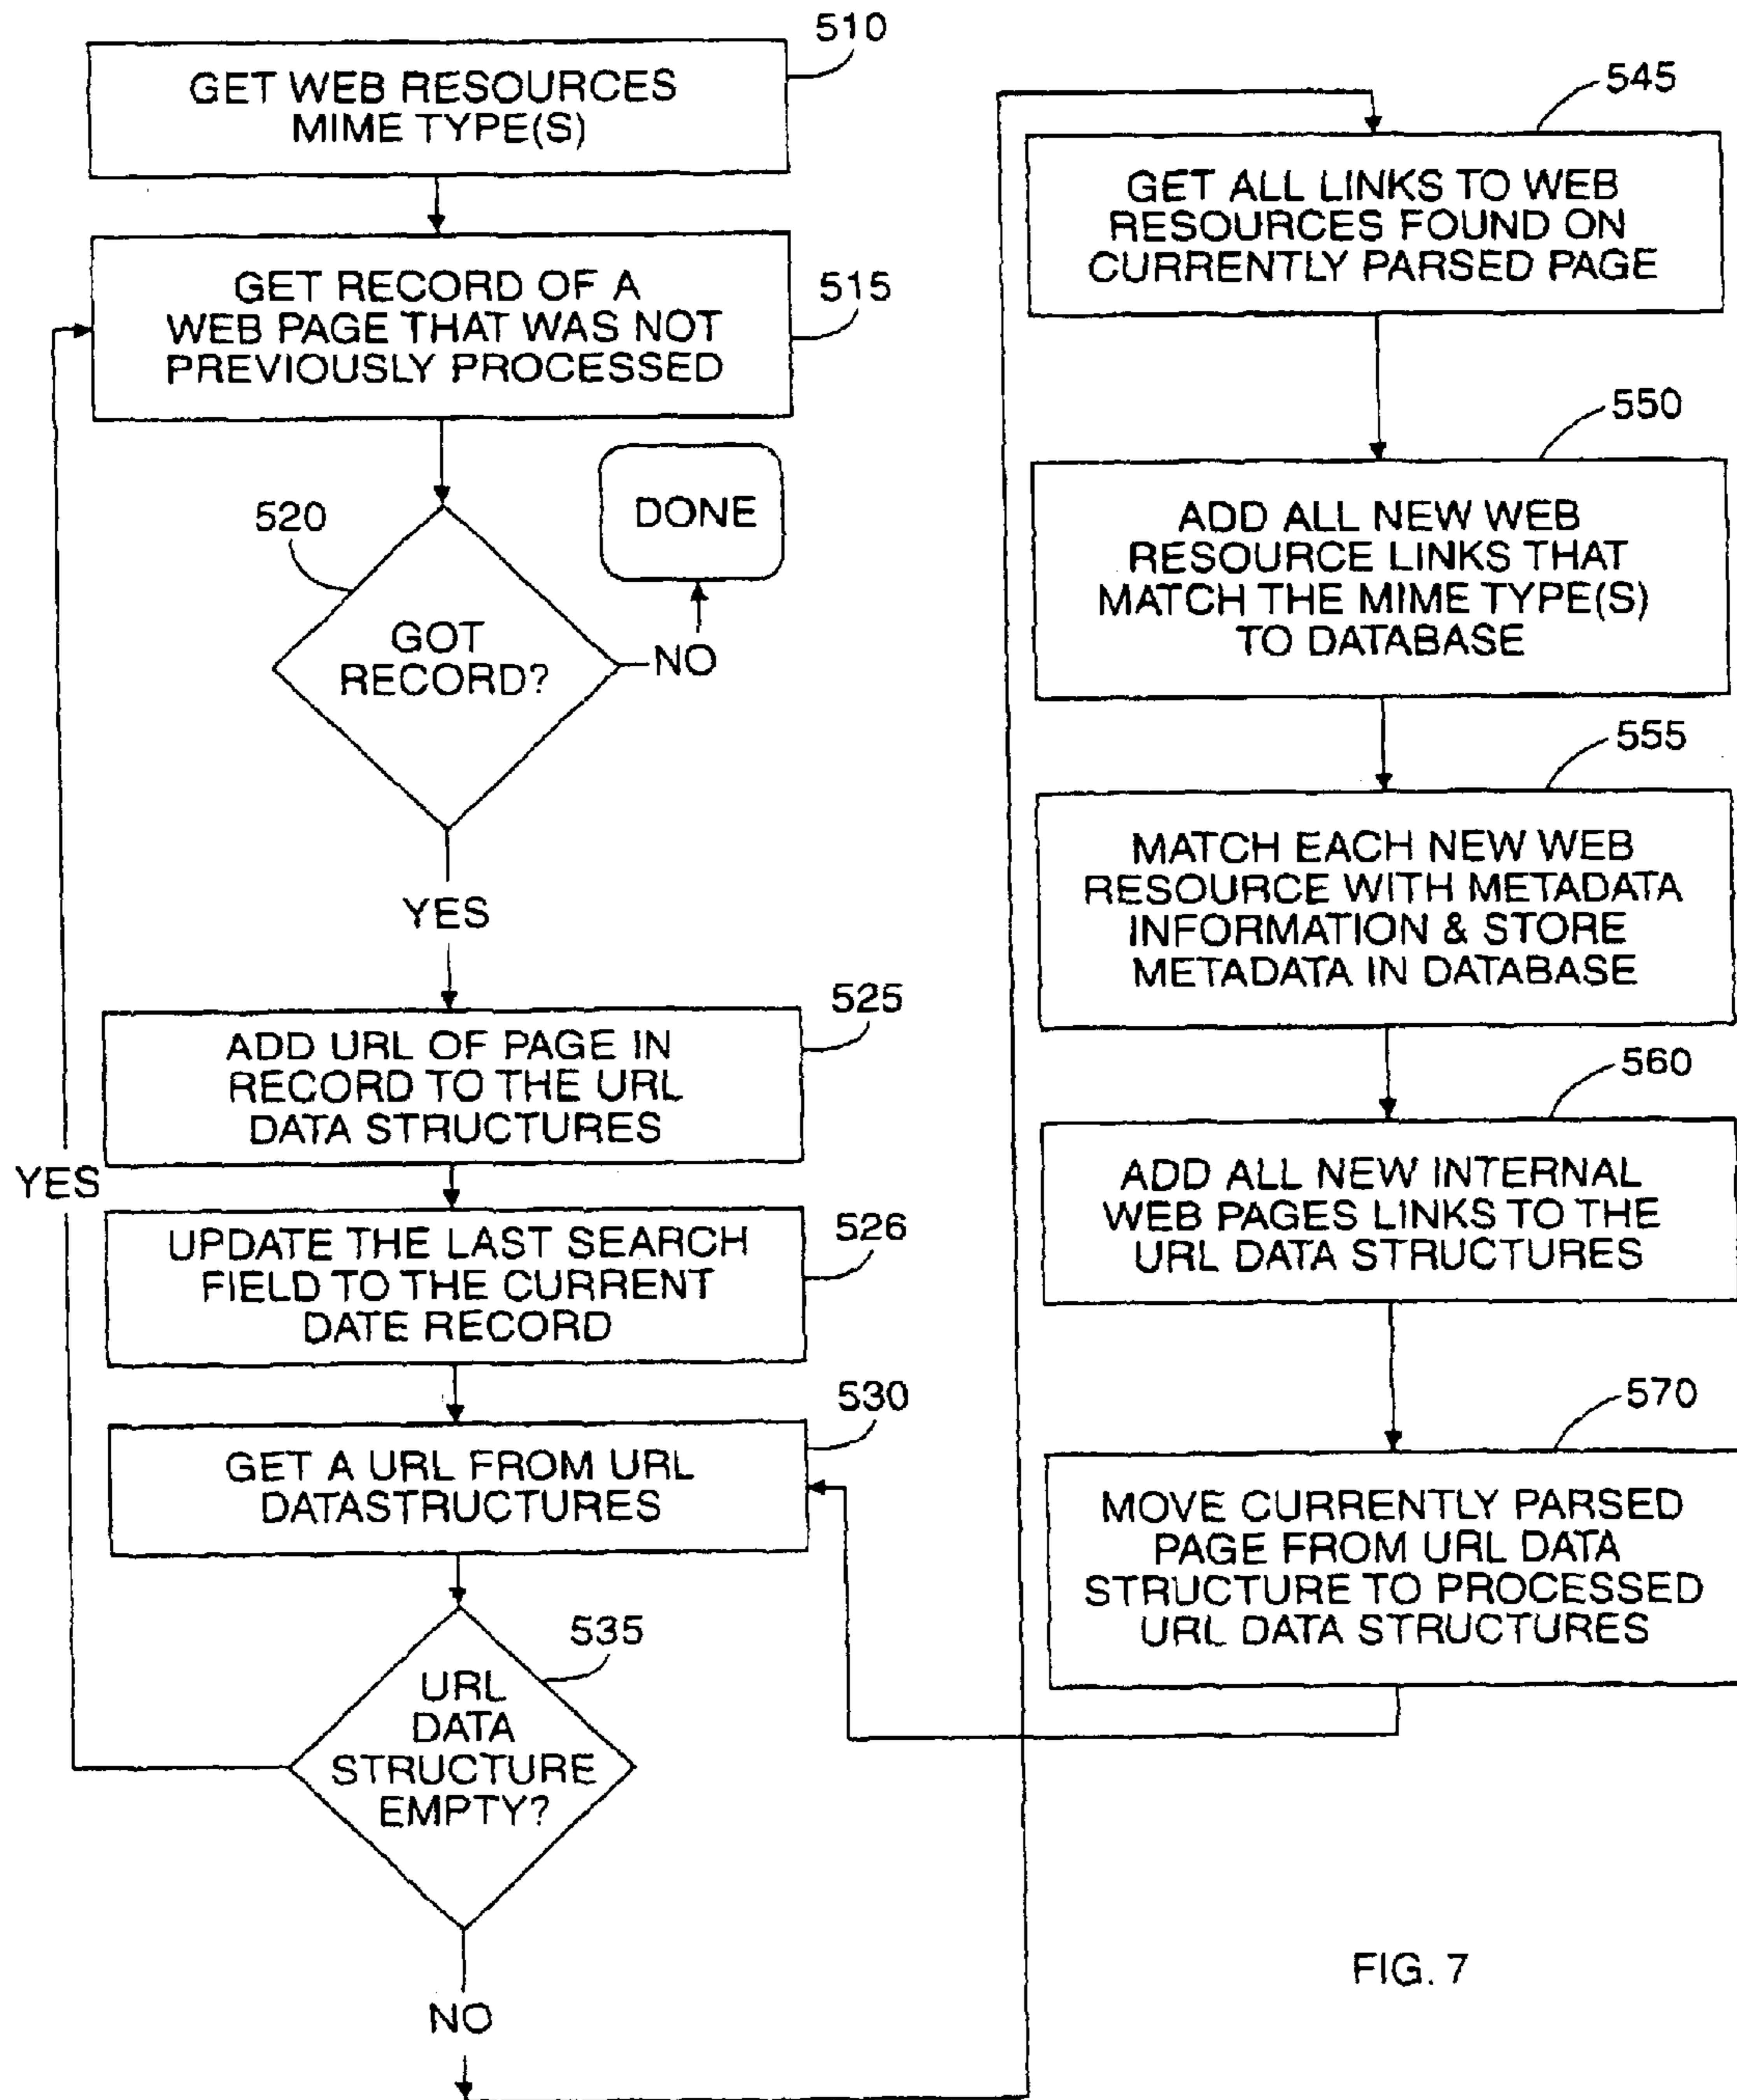 510
GET WEB RESOURCES
MIME TYPE(S)
515
GET RECORD OF A
WEB PAGE THAT WAS NOT
PREVIOUSLY PROCESSED
520
DONE
GOT
RECORD?
NO
YES
525
ADD URL OF PAGE IN
RECORD TO THE URL
DATA STRUCTURES
YES
526
UPDATE THE LAST SEARCH
FIELD TO THE CURRENT
DATE RECORD
530
GET A URL FROM URL
DATASTRUCTURES
535
URL
DATA
STRUCTURE
EMPTY?
NO
545
GET ALL LINKS TO WEB
RESOURCES FOUND ON
CURRENTLY PARSED PAGE
550
ADD ALL NEW WEB
RESOURCE LINKS THAT
MATCH THE MIME TYPE(S)
TO DATABASE
555
MATCH EACH NEW WEB
RESOURCE WITH METADATA
INFORMATION & STORE
METADATA IN DATABASE
560
ADD ALL NEW INTERNAL
WEB PAGES LINKS TO THE
URL DATA STRUCTURES
570
MOVE CURRENTLY PARSED
PAGE FROM URL DATA
STRUCTURE TO PROCESSED
URL DATA STRUCTURES
FIG. 7